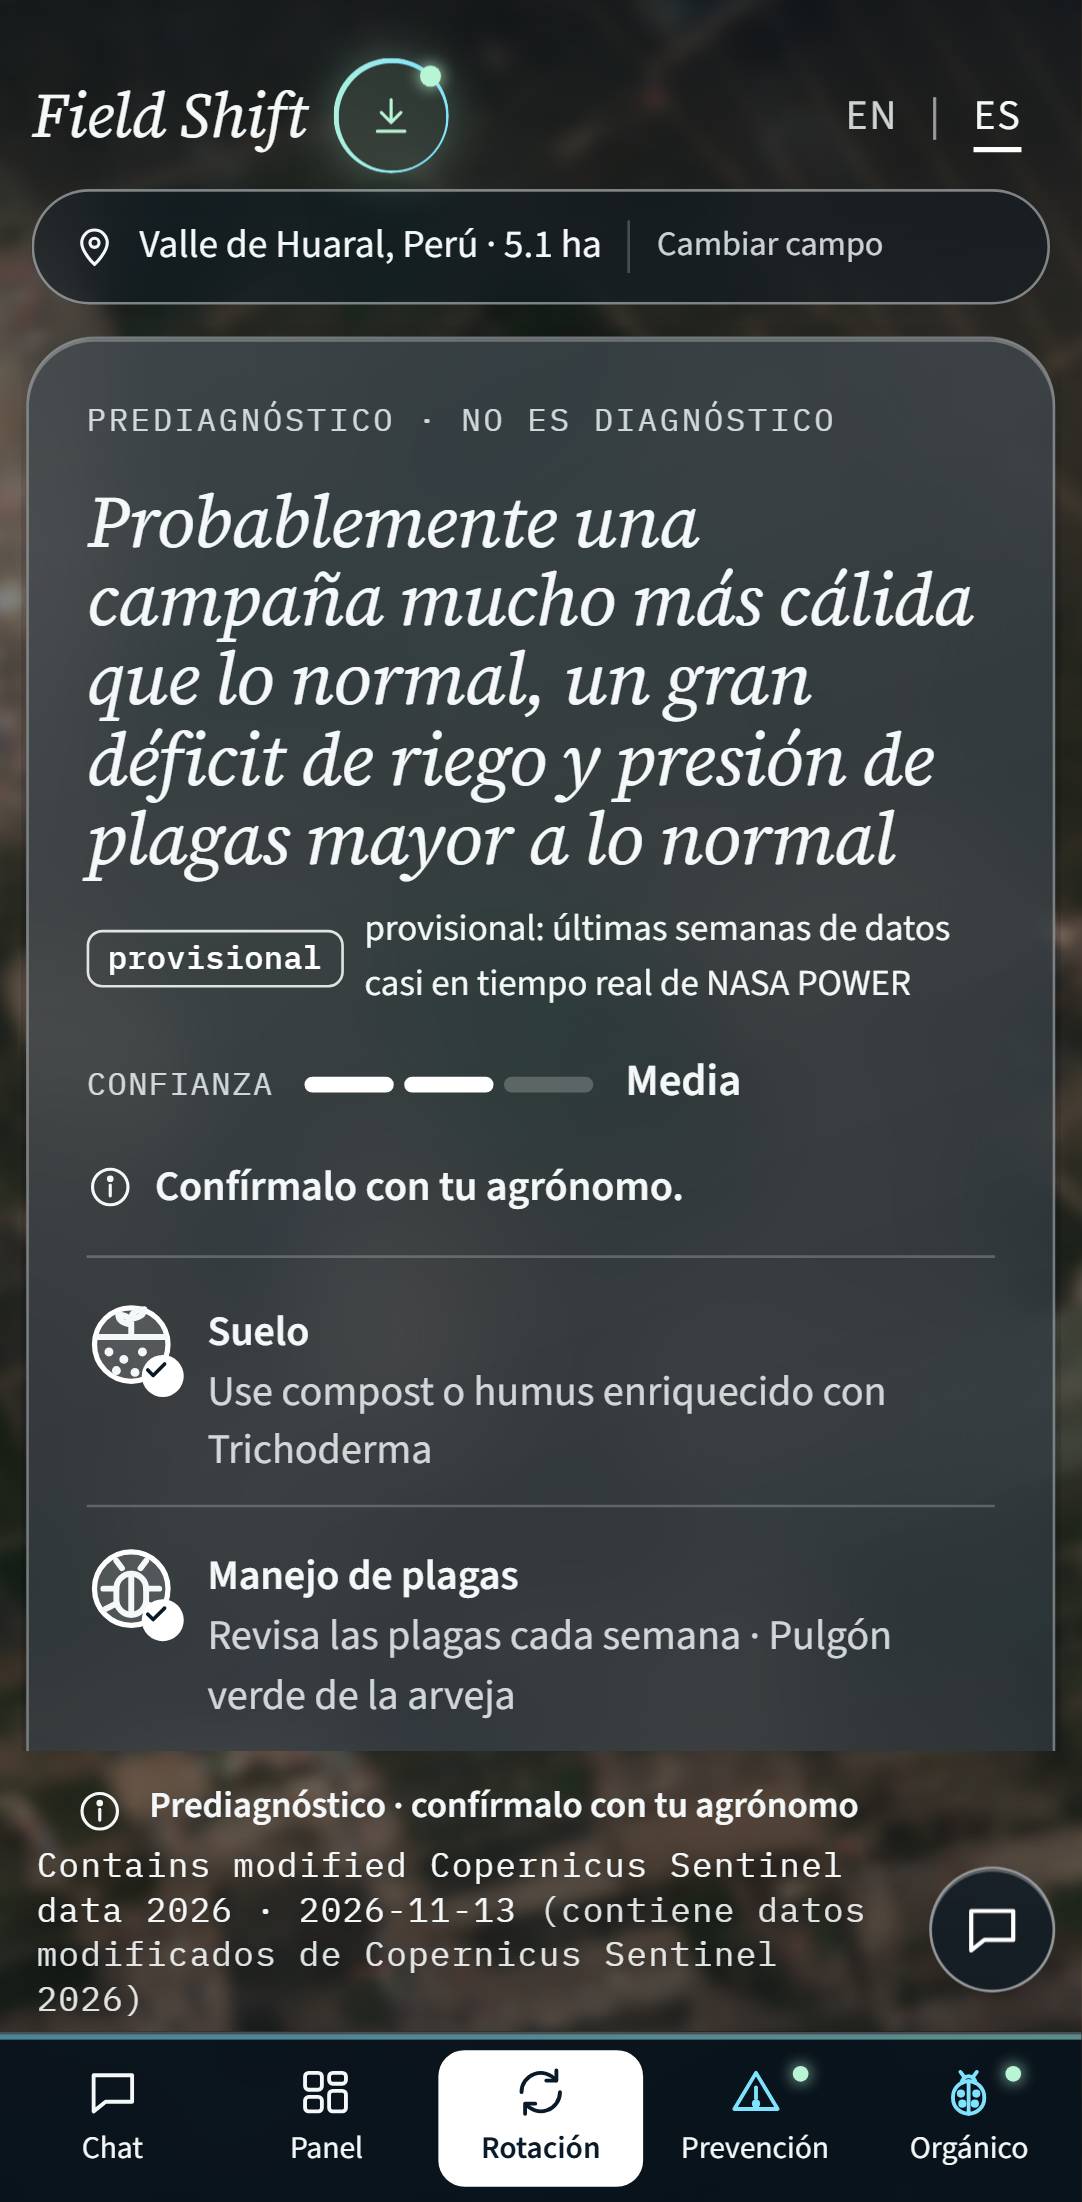 Field Shift
EN | ES
Valle de Huaral, Perú · 5.1 ha | Cambiar campo
PREDIAGNÓSTICO · NO ES DIAGNÓSTICO
Probablemente una
campaña mucho más cálida
que lo normal, un gran
déficit de riego y presión de
plagas mayor a lo normal
provisional
provisional: últimas semanas de datos
casi en tiempo real de NASA POWER
CONFIANZA
Media
Confírmalo con tu agrónomo.
Suelo
Use compost o humus enriquecido con
Trichoderma
Manejo de plagas
Revisa las plagas cada semana · Pulgón
verde de la arveja
Prediagnóstico · confírmalo con tu agrónomo
Contains modified Copernicus Sentinel
data 2026 · 2026-11-13 (contiene datos
modificados de Copernicus Sentinel
2026)
Chat
Panel
Rotación
Prevención
Orgánico